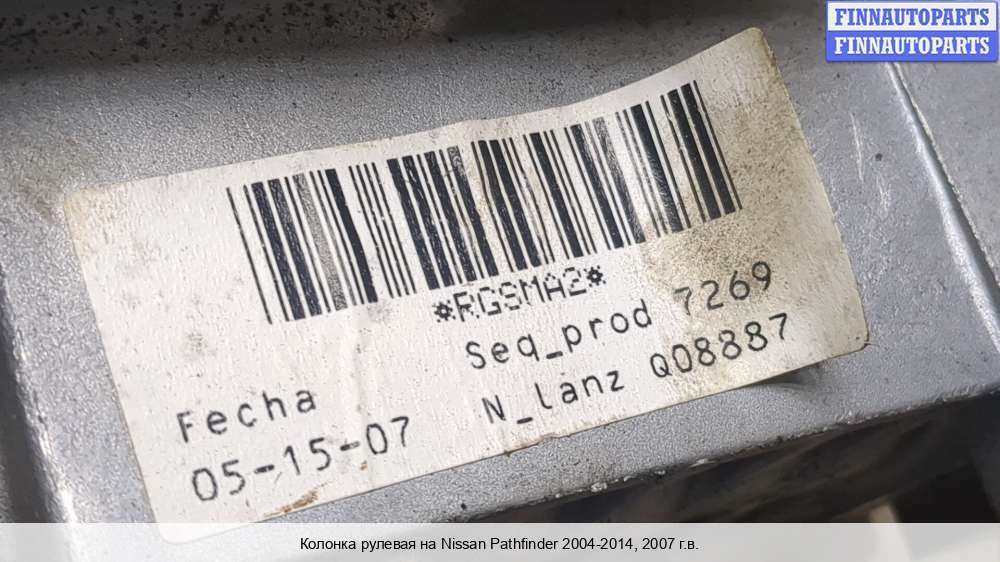 FINNAUTOPARTS
FINNAUTOPARTS
*RGSMA2*
Seq_prod 7269
Fecha
N_lanz Q08887
05-15-07
Колонка рулевая на Nissan Pathfinder 2004-2014, 2007 г.в.